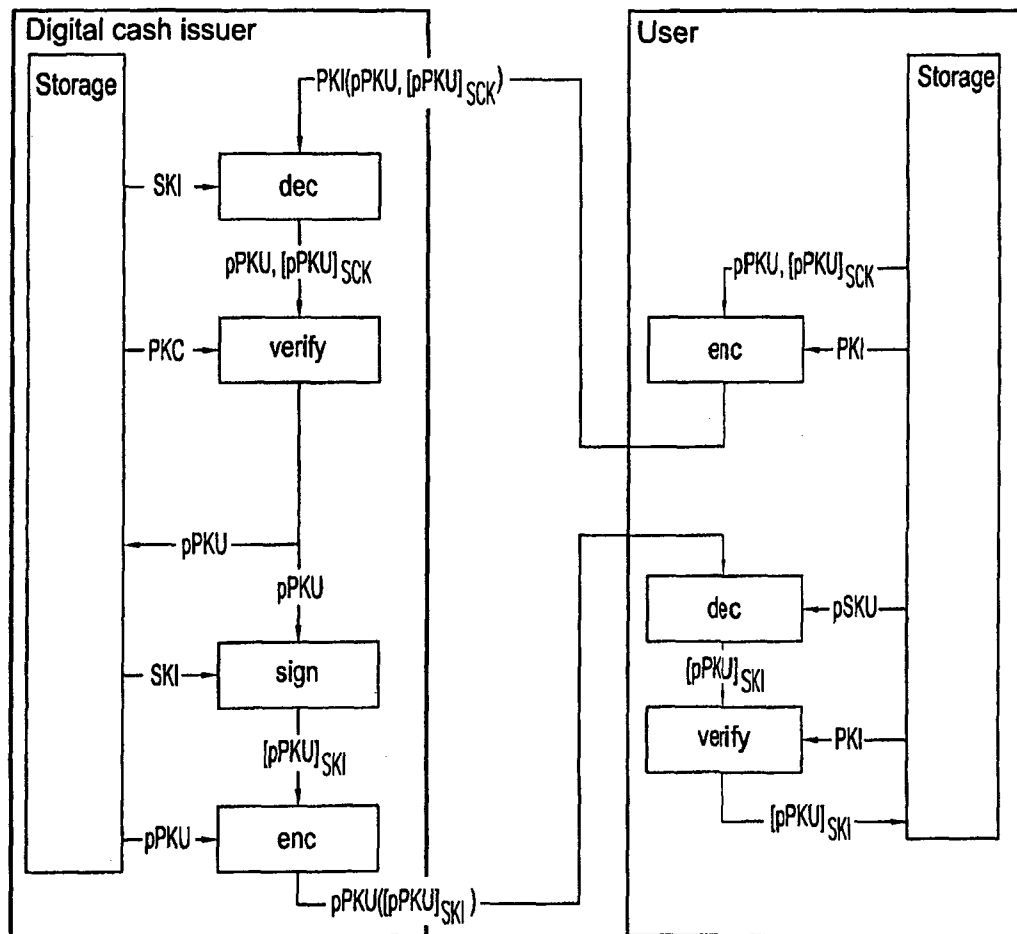 Digital cash issuer
Storage
PKI(pPKU, [pPKU]SCK)
SKI
dec
pPKU, [pPKU]SCK
PKC
verify
pPKU
pPKU
SKI
sign
[pPKU]SKI
pPKU
enc
pPKU([pPKU]SKI)
User
Storage
pPKU, [pPKU]SCK
enc
PKI
dec
pSKU
[pPKU]SKI
verify
PKI
[pPKU]SKI